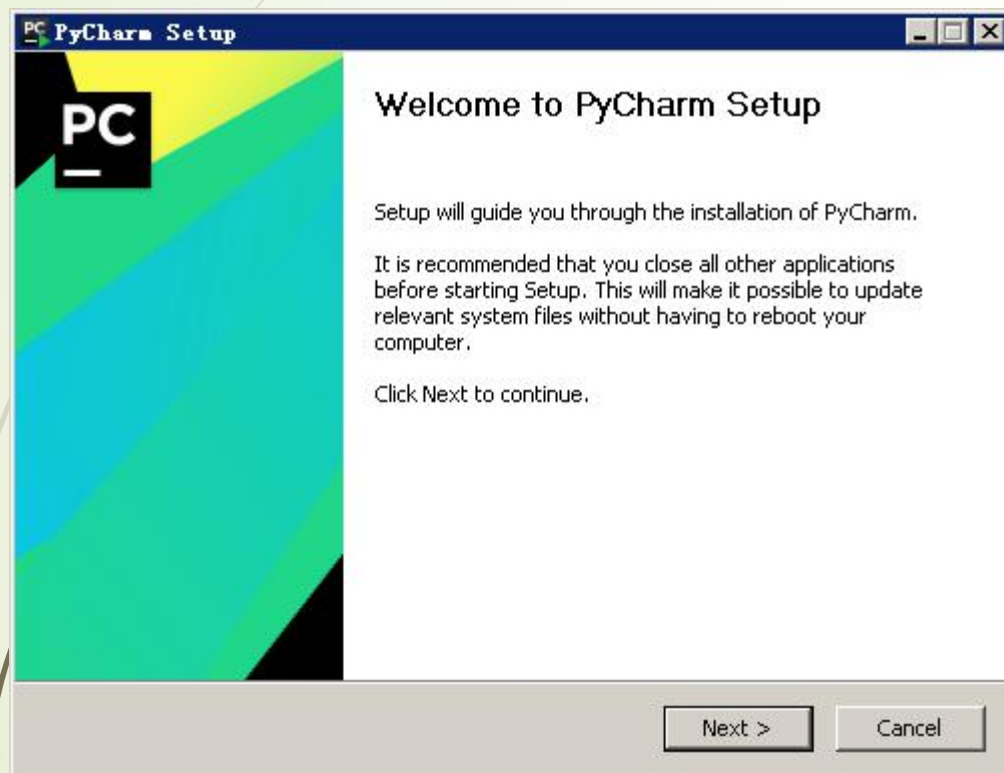 PC PyCharm Setup
PC
Welcome to PyCharm Setup
Setup will guide you through the installation of PyCharm.
It is recommended that you close all other applications
before starting Setup. This will make it possible to update
relevant system files without having to reboot your
computer.
Click Next to continue.
Next >
Cancel